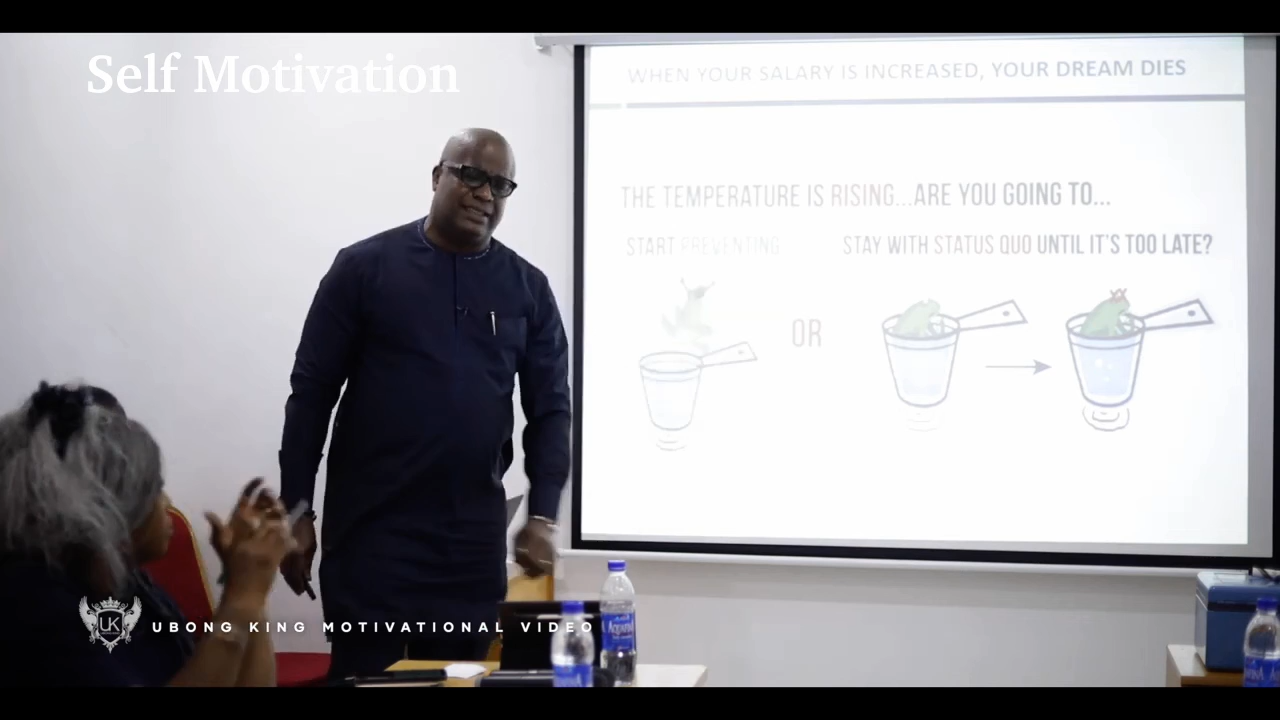 Self Motivation
WHEN YOUR SALARY IS INCREASED, YOUR DREAM DIES
THE TEMPERATURE IS RISING...ARE YOU GOING TO...
START PREVENTING
STAY WITH STATUS QUO UNTIL IT'S TOO LATE?
OR
UK
UBONG KING MOTIVATIONAL VIDEO
Aquafina